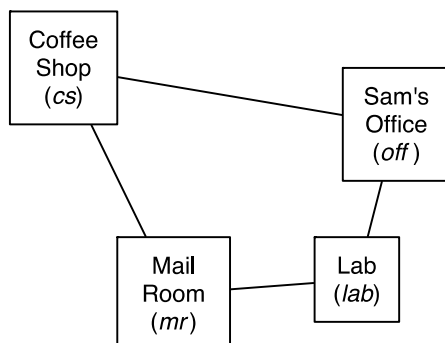 Coffee
Shop
(cs)
Sam's
Office
(off)
Mail
Room
(mr)
Lab
(lab)